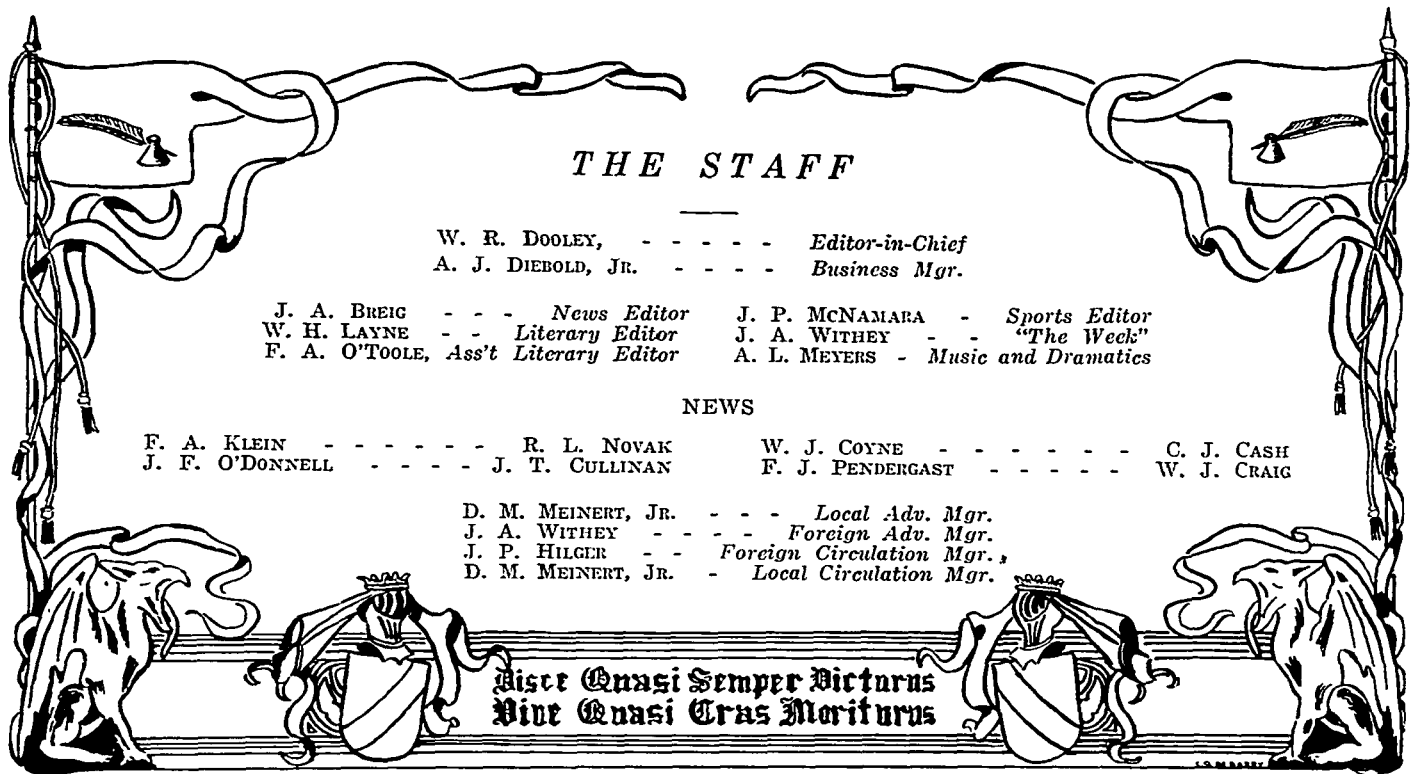 THE STAFF
W. R. DOOLEY, - - - - - Editor-in-Chief
A. J. DIEBOLD, JR. - - - - Business Mgr.
J. A. BREIG - - - News Editor
W. H. LAYNE - - Literary Editor
F. A. O'TOOLE, Ass't Literary Editor
J. P. MCNAMARA - Sports Editor
J. A. WITHEY - - "The Week"
A. L. MEYERS - Music and Dramatics
NEWS
F. A. KLEIN - - - - - - R. L. NOVAK
J. F. O'DONNELL - - - - J. T. CULLINAN
W. J. COYNE - - - - - - C. J. CASH
F. J. PENDERGAST - - - - - W. J. CRAIG
D. M. MEINERT, JR. - - - Local Adv. Mgr.
J. A. WITHEY - - - - Foreign Adv. Mgr.
J. P. HILGER - - Foreign Circulation Mgr.
D. M. MEINERT, JR. - Local Circulation Mgr.
Disce Quasi Semper Victurus
Vive Quasi Cras Moriturus